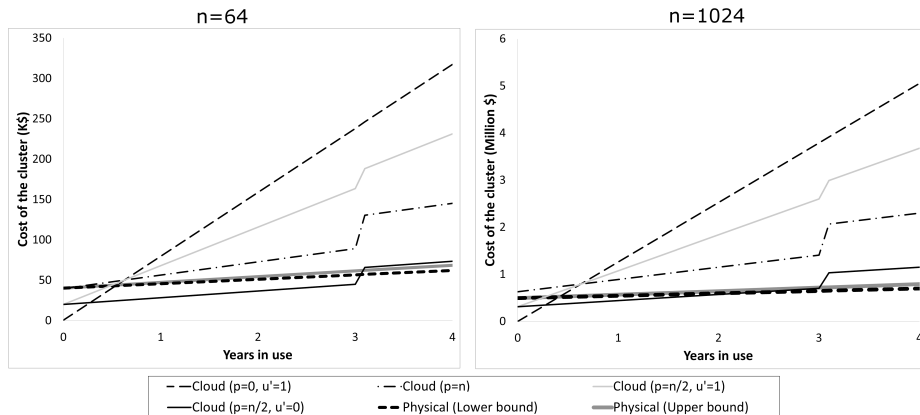 n=64
n=1024
Cost of the cluster (K$)
350
300
250
200
150
100
50
0
0 1 2 3 4
Years in use
Cost of the cluster (Million $)
6
5
4
3
2
1
0
0 1 2 3 4
Years in use
Cloud (p=0, u'=1) Cloud (p=n) Cloud (p=n/2, u'=1)
Cloud (p=n/2, u'=0) Physical (Lower bound) Physical (Upper bound)